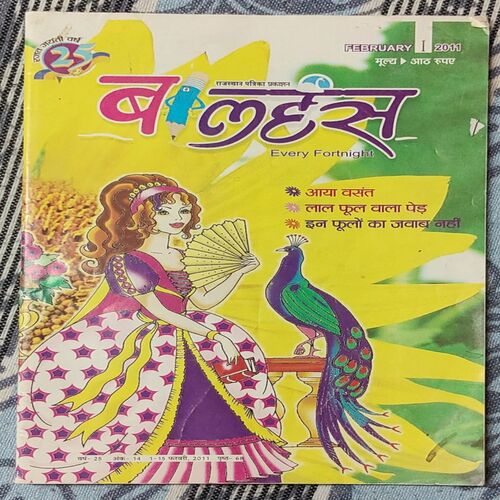 रजत जयंती वर्ष
25
FEBRUARY I 2011
मूल्य ▶ आठ रुपए
राजस्थान पत्रिका प्रकाशन
बालहंस
Every Fortnight
आया वसंत
लाल फूल वाला पेड़
इन फूलों का जवाब नहीं
वर्ष- 25 अंक- 14 1-15 फरवरी, 2011 पृष्ठ- 68